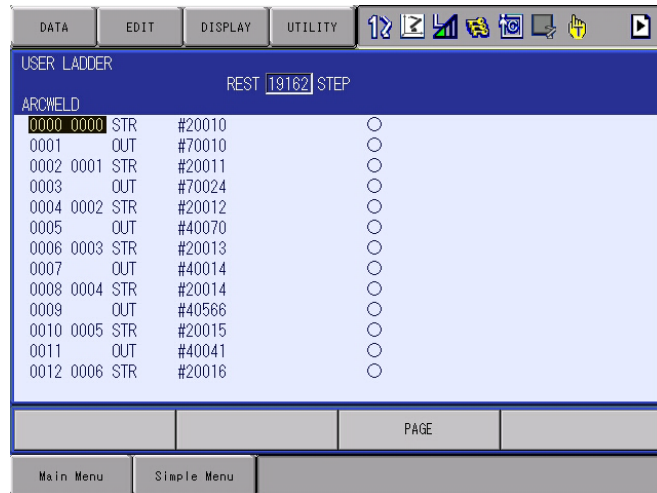 DATA EDIT DISPLAY UTILITY
USER LADDER
REST 19162 STEP
ARCWELD
0000 0000 STR #20010
0001 OUT #70010
0002 0001 STR #20011
0003 OUT #70024
0004 0002 STR #20012
0005 OUT #40070
0006 0003 STR #20013
0007 OUT #40014
0008 0004 STR #20014
0009 OUT #40566
0010 0005 STR #20015
0011 OUT #40041
0012 0006 STR #20016
PAGE
Main Menu Simple Menu